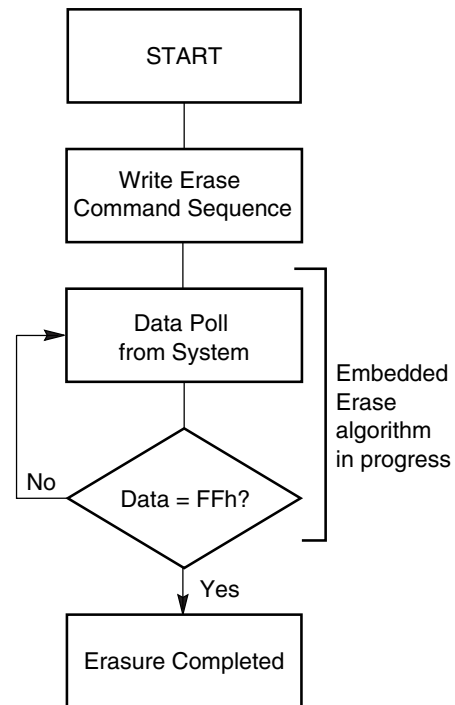 START
Write Erase
Command Sequence
Data Poll
from System
Embedded
Erase
algorithm
in progress
No
Data = FFh?
Yes
Erasure Completed